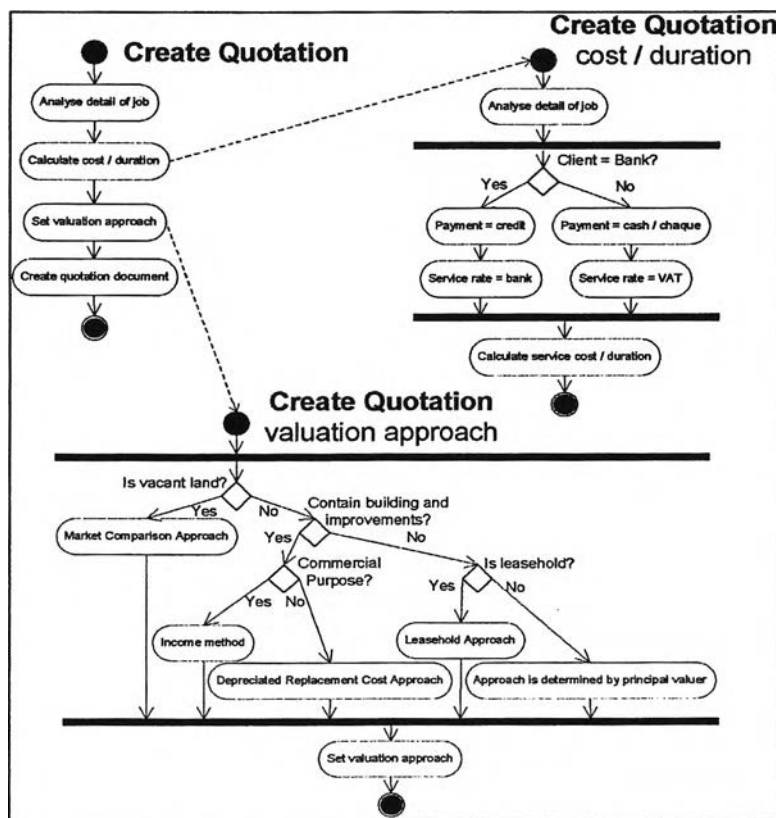 Create Quotation
Analyse detail of job
Calculate cost / duration
Set valuation approach
Create quotation document
Create Quotation
cost / duration
Analyse detail of job
Client = Bank?
Yes
No
Payment = credit
Payment = cash / chaque
Service rate = bank
Service rate = VAT
Calculate service cost / duration
Create Quotation
valuation approach
Is vacant land?
Yes
No
Market Comparison Approach
Contain building and
improvements?
Yes
No
Commercial
Purpose?
Yes
No
Is leasehold?
Yes
No
Income method
Leasehold Approach
Depreciated Replacement Cost Approach
Approach is determined by principal valuer
Set valuation approach